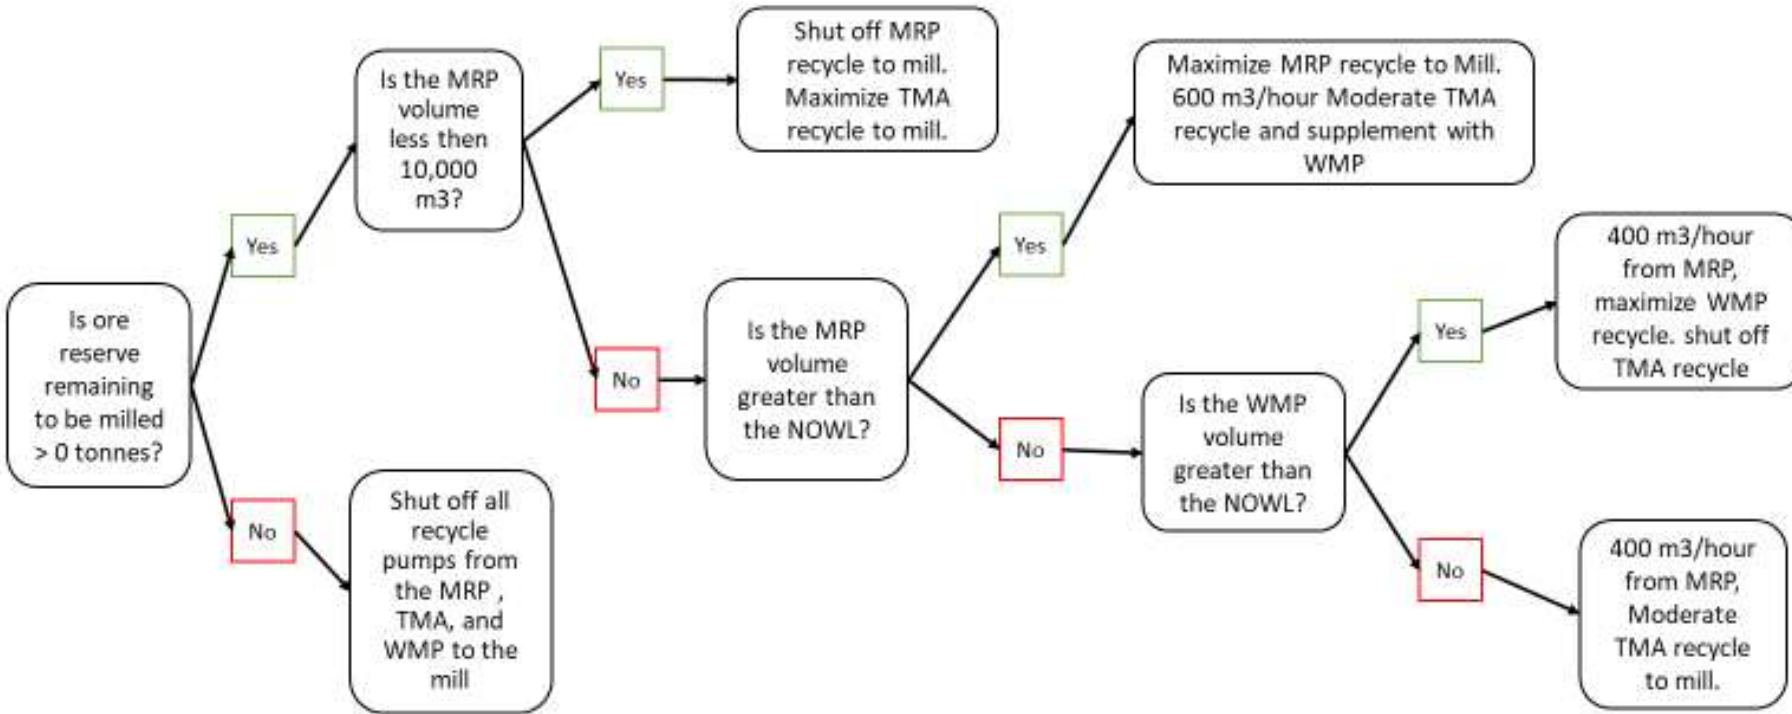 Is ore
reserve
remaining
to be milled
> 0 tonnes?
Yes
No
Is the MRP
volume
less then
10,000
m3?
Shut off all
recycle
pumps from
the MRP ,
TMA, and
WMP to the
mill
Yes
No
Shut off MRP
recycle to mill.
Maximize TMA
recycle to mill.
Is the MRP
volume
greater than
the NOWL?
Yes
No
Maximize MRP recycle to Mill.
600 m3/hour Moderate TMA
recycle and supplement with
WMP
Is the WMP
volume
greater than
the NOWL?
Yes
No
400 m3/hour
from MRP,
maximize WMP
recycle. shut off
TMA recycle
400 m3/hour
from MRP,
Moderate
TMA recycle
to mill.